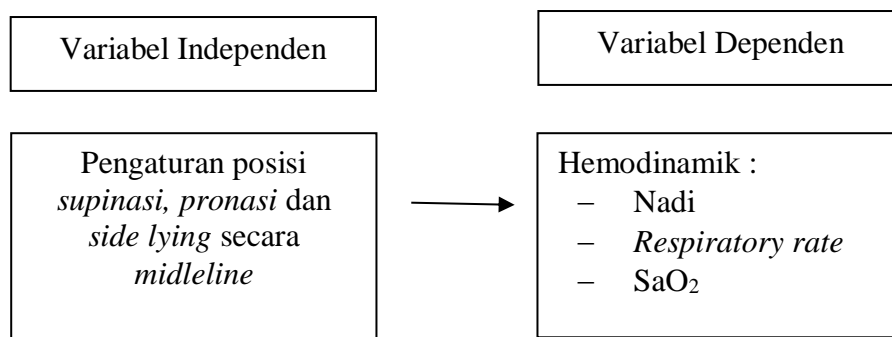 Variabel Independen
Variabel Dependen
Pengaturan posisi
supinasi, pronasi dan
side lying secara
midleline
Hemodinamik :
– Nadi
– Respiratory rate
– SaO₂